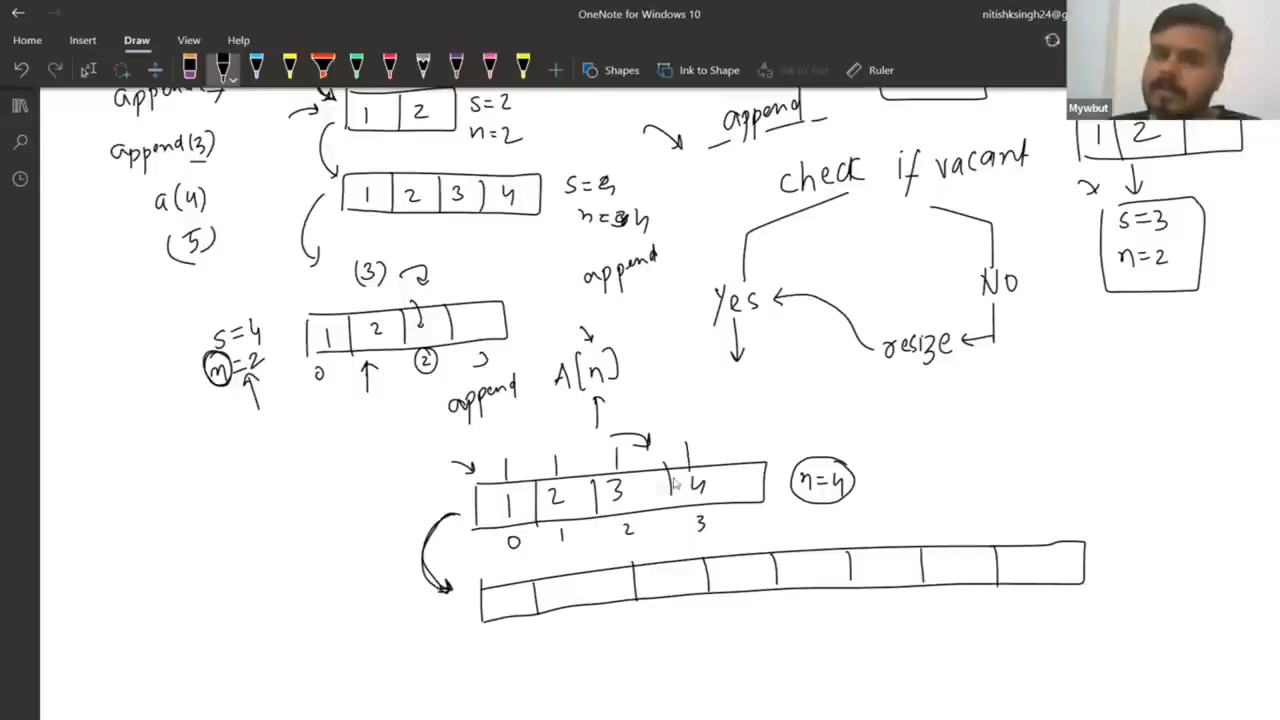 OneNote for Windows 10
nitishksingh24@g
Home Insert Draw View Help
Shapes
Ink to Shape
Ruler
Mywbut
append
append(3)
a(4)
(5)
1 2
s=2
n=2
1 2 3 4
(3)
s=4
n=2
1 2
0 2 3
append
check if vacant
Yes
No
resize
1 2
s=3
n=2
append
append
A[n]
1 2 3 4
n=4
0 1 2 3